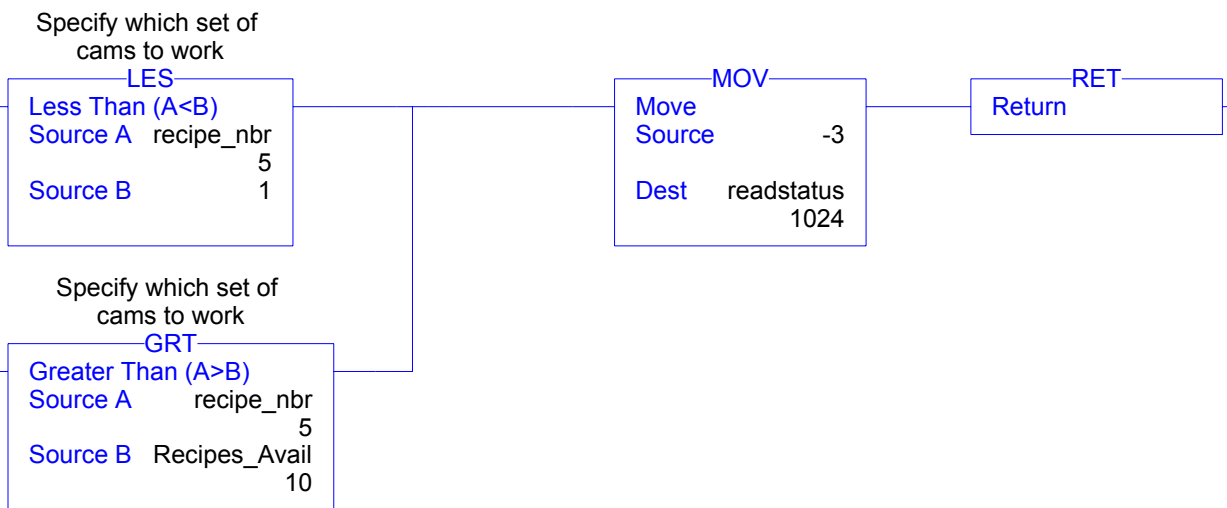 Specify which set of
cams to work
LES
Less Than (A<B)
Source A recipe_nbr
5
Source B 1
MOV
Move
Source -3
Dest readstatus
1024
RET
Return
Specify which set of
cams to work
GRT
Greater Than (A>B)
Source A recipe_nbr
5
Source B Recipes_Avail
10